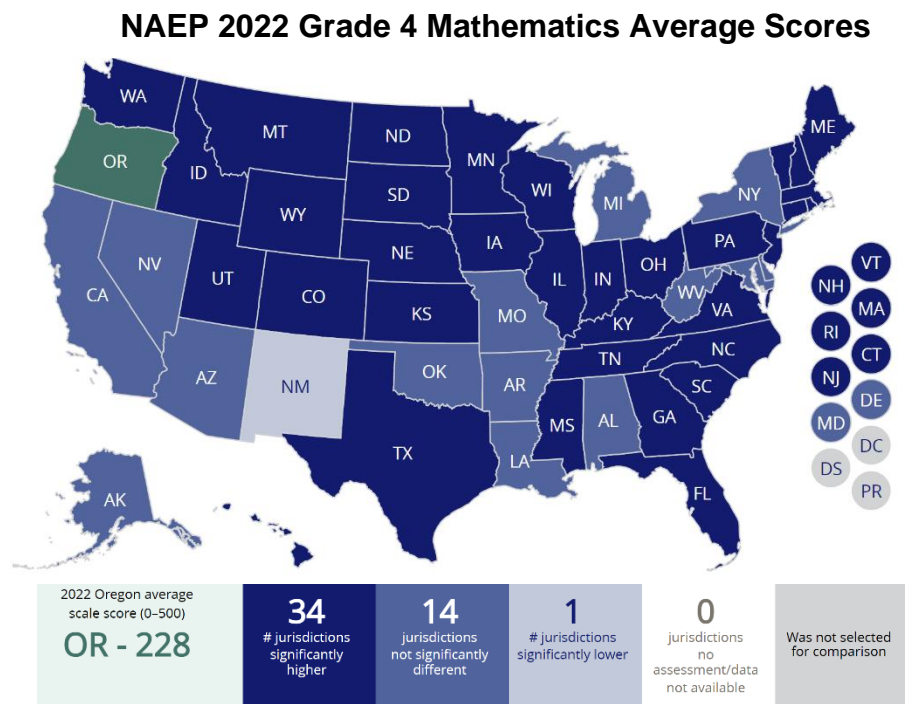 NAEP 2022 Grade 4 Mathematics Average Scores
WA
ME
MT
ND
MN
OR
ID
WI
SD
NY
MI
WY
IA
PA
NE
NV
OH
IL
IN
UT
CO
WV
CA
VA
KS
MO
KY
NC
TN
AZ
OK
NM
AR
SC
MS
AL
GA
TX
LA
FL
AK
VT
NH
MA
RI
CT
NJ
DE
MD
DC
DS
PR
2022 Oregon average
scale score (0–500)
OR - 228
34
# jurisdictions
significantly
higher
14
jurisdictions
not significantly
different
1
# jurisdictions
significantly lower
0
jurisdictions
no
assessment/data
not available
Was not selected
for comparison